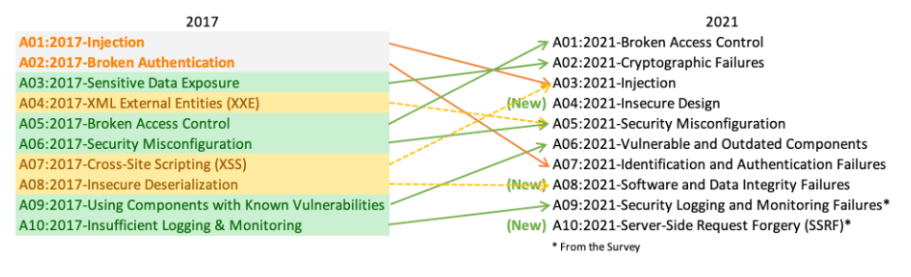 2017
2021
A01:2017-Injection
A02:2017-Broken Authentication
A03:2017-Sensitive Data Exposure
A04:2017-XML External Entities (XXE)
A05:2017-Broken Access Control
A06:2017-Security Misconfiguration
A07:2017-Cross-Site Scripting (XSS)
A08:2017-Insecure Deserialization
A09:2017-Using Components with Known Vulnerabilities
A10:2017-Insufficient Logging & Monitoring
A01:2021-Broken Access Control
A02:2021-Cryptographic Failures
A03:2021-Injection
(New) A04:2021-Insecure Design
A05:2021-Security Misconfiguration
A06:2021-Vulnerable and Outdated Components
A07:2021-Identification and Authentication Failures
(New) A08:2021-Software and Data Integrity Failures
A09:2021-Security Logging and Monitoring Failures*
(New) A10:2021-Server-Side Request Forgery (SSRF)*
* From the Survey